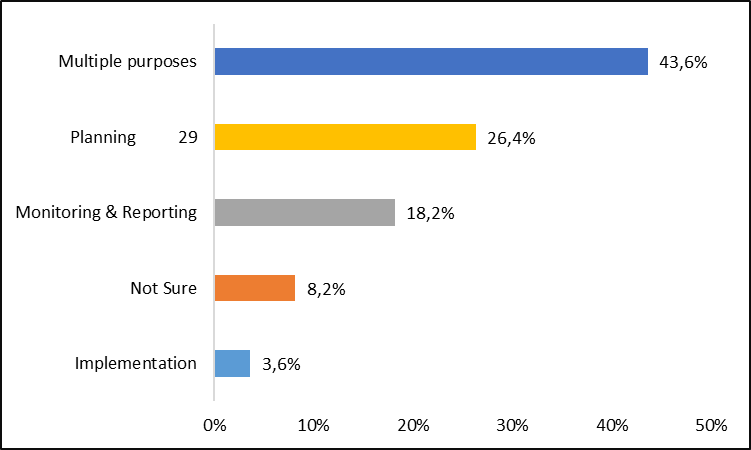 Multiple purposes 43,6%
Planning 29 26,4%
Monitoring & Reporting 18,2%
Not Sure 8,2%
Implementation 3,6%
0% 10% 20% 30% 40% 50%